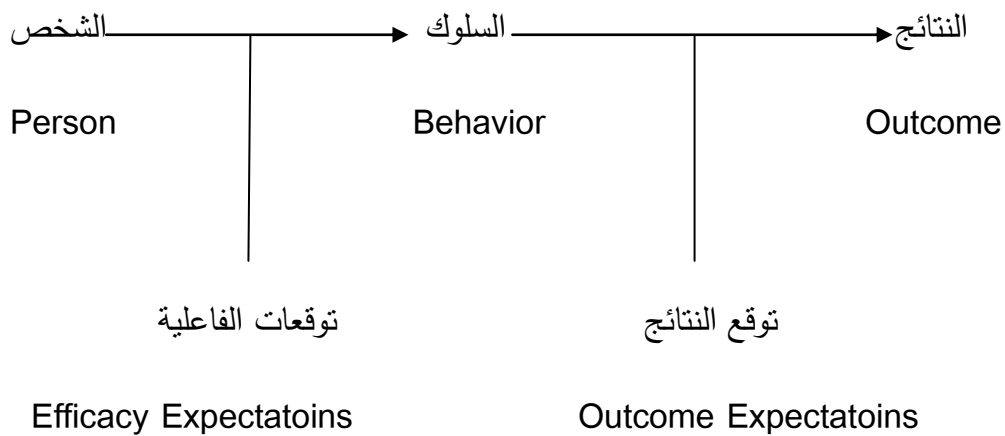 الشخص السلوك النتائج
Person Behavior Outcome
توقعات الفاعلية توقع النتائج
Efficacy Expectatoins Outcome Expectatoins